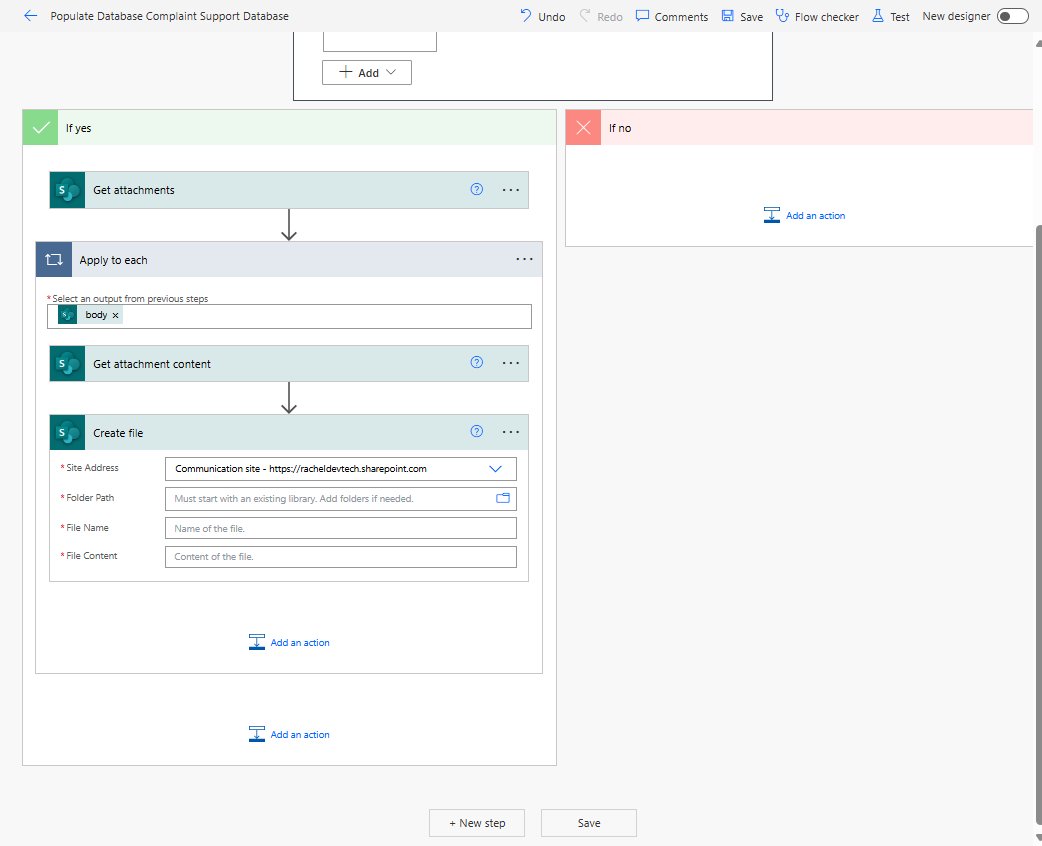 Populate Database Complaint Support Database
Undo
Redo
Comments
Save
Flow checker
Test
New designer
Add
If yes
If no
S
Get attachments
?
Add an action
Apply to each
* Select an output from previous steps
S
body x
S
Get attachment content
?
S
Create file
?
* Site Address
Communication site - https://racheldevtech.sharepoint.com
* Folder Path
Must start with an existing library. Add folders if needed.
* File Name
Name of the file.
* File Content
Content of the file.
Add an action
Add an action
+ New step
Save